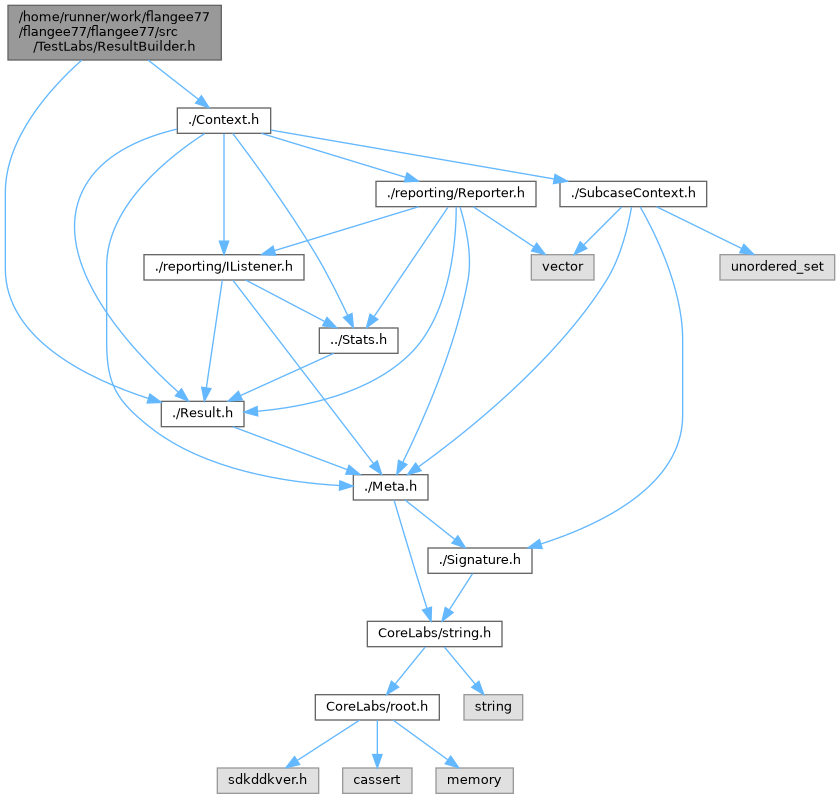 /home/runner/work/flangee77
/flangee77/flangee77/src
/TestLabs/ResultBuilder.h
./Context.h
./reporting/Reporter.h
./SubcaseContext.h
./reporting/IListener.h
vector
unordered_set
../Stats.h
./Result.h
./Meta.h
./Signature.h
CoreLabs/string.h
CoreLabs/root.h
string
sdkddkver.h
cassert
memory